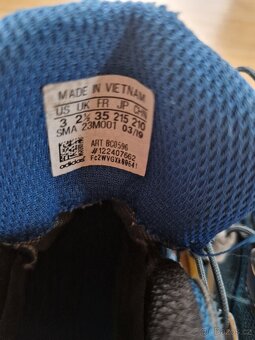 MADE IN VIETNAM
US UK FR JP CHN
3 2½ 35 215 210
SMA 23M001 03/19
ART BC0596
#122407662
adidas